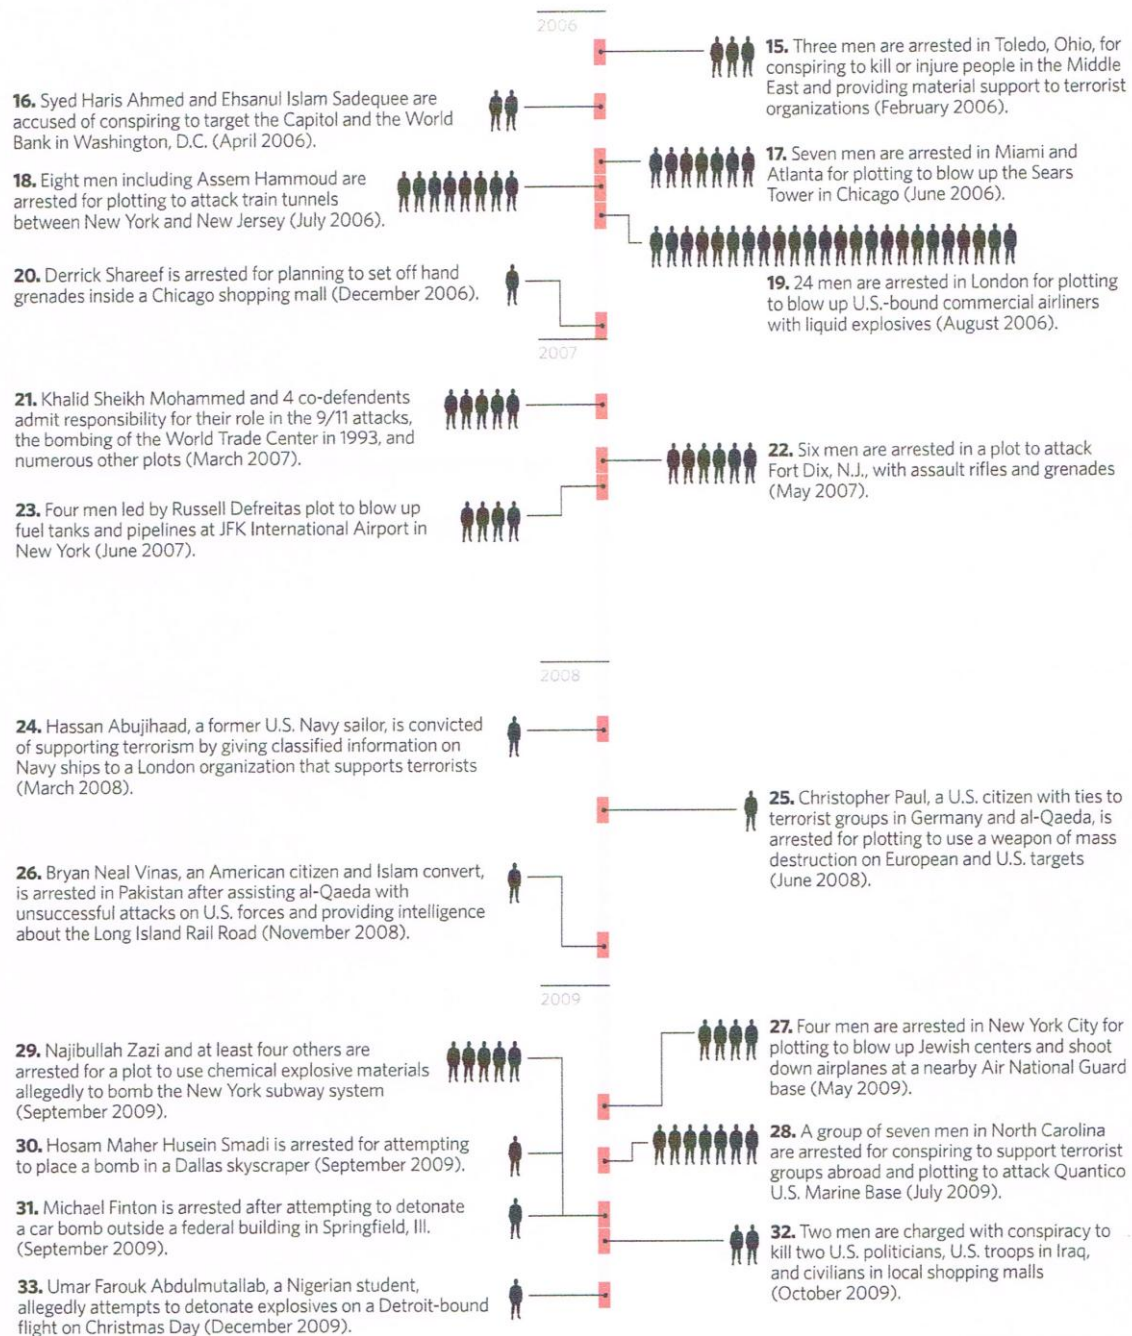 2006
15. Three men are arrested in Toledo, Ohio, for
conspiring to kill or injure people in the Middle
East and providing material support to terrorist
organizations (February 2006).
16. Syed Haris Ahmed and Ehsanul Islam Sadequee are
accused of conspiring to target the Capitol and the World
Bank in Washington, D.C. (April 2006).
17. Seven men are arrested in Miami and
Atlanta for plotting to blow up the Sears
Tower in Chicago (June 2006).
18. Eight men including Assem Hammoud are
arrested for plotting to attack train tunnels
between New York and New Jersey (July 2006).
19. 24 men are arrested in London for plotting
to blow up U.S.-bound commercial airliners
with liquid explosives (August 2006).
20. Derrick Shareef is arrested for planning to set off hand
grenades inside a Chicago shopping mall (December 2006).
2007
21. Khalid Sheikh Mohammed and 4 co-defendents
admit responsibility for their role in the 9/11 attacks,
the bombing of the World Trade Center in 1993, and
numerous other plots (March 2007).
22. Six men are arrested in a plot to attack
Fort Dix, N.J., with assault rifles and grenades
(May 2007).
23. Four men led by Russell Defreitas plot to blow up
fuel tanks and pipelines at JFK International Airport in
New York (June 2007).
2008
24. Hassan Abujihaad, a former U.S. Navy sailor, is convicted
of supporting terrorism by giving classified information on
Navy ships to a London organization that supports terrorists
(March 2008).
25. Christopher Paul, a U.S. citizen with ties to
terrorist groups in Germany and al-Qaeda, is
arrested for plotting to use a weapon of mass
destruction on European and U.S. targets
(June 2008).
26. Bryan Neal Vinas, an American citizen and Islam convert,
is arrested in Pakistan after assisting al-Qaeda with
unsuccessful attacks on U.S. forces and providing intelligence
about the Long Island Rail Road (November 2008).
2009
27. Four men are arrested in New York City for
plotting to blow up Jewish centers and shoot
down airplanes at a nearby Air National Guard
base (May 2009).
28. A group of seven men in North Carolina
are arrested for conspiring to support terrorist
groups abroad and plotting to attack Quantico
U.S. Marine Base (July 2009).
29. Najibullah Zazi and at least four others are
arrested for a plot to use chemical explosive materials
allegedly to bomb the New York subway system
(September 2009).
30. Hosam Maher Husein Smadi is arrested for attempting
to place a bomb in a Dallas skyscraper (September 2009).
31. Michael Finton is arrested after attempting to detonate
a car bomb outside a federal building in Springfield, Ill.
(September 2009).
32. Two men are charged with conspiracy to
kill two U.S. politicians, U.S. troops in Iraq,
and civilians in local shopping malls
(October 2009).
33. Umar Farouk Abdulmutallab, a Nigerian student,
allegedly attempts to detonate explosives on a Detroit-bound
flight on Christmas Day (December 2009).